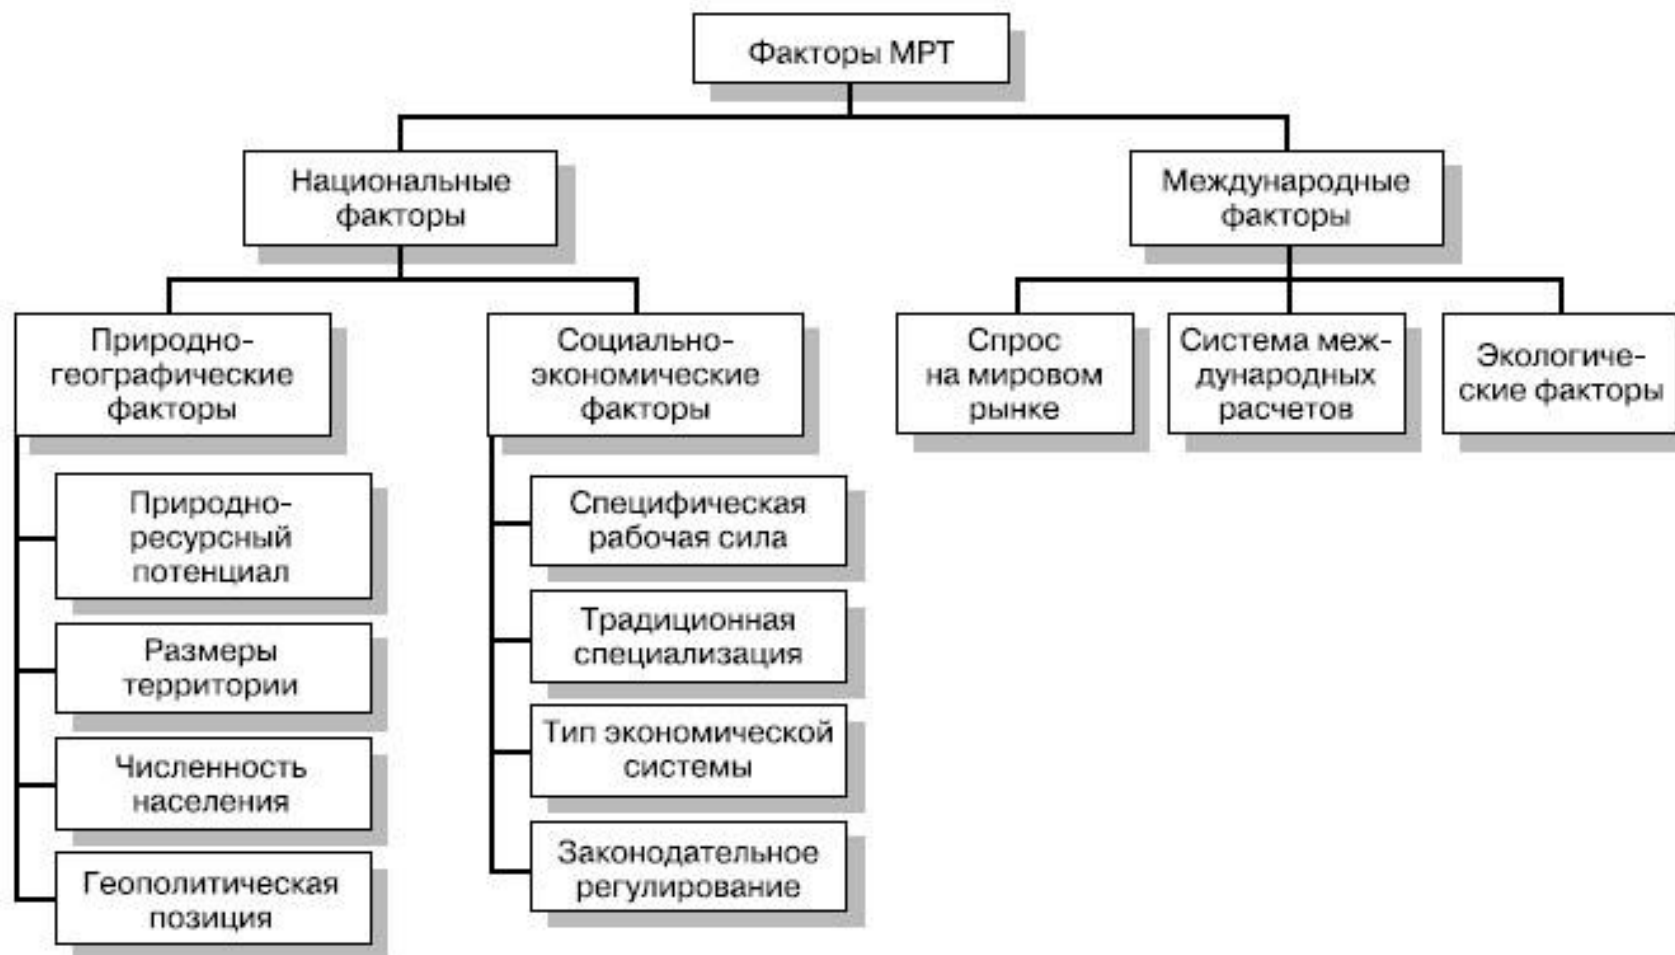 Факторы МРТ
Национальные
факторы
Международные
факторы
Природно-
географические
факторы
Социально-
экономические
факторы
Спрос
на мировом
рынке
Система меж-
дународных
расчетов
Экологиче-
ские факторы
Природно-
ресурсный
потенциал
Размеры
территории
Численность
населения
Геополитическая
позиция
Специфическая
рабочая сила
Традиционная
специализация
Тип экономической
системы
Законодательное
регулирование